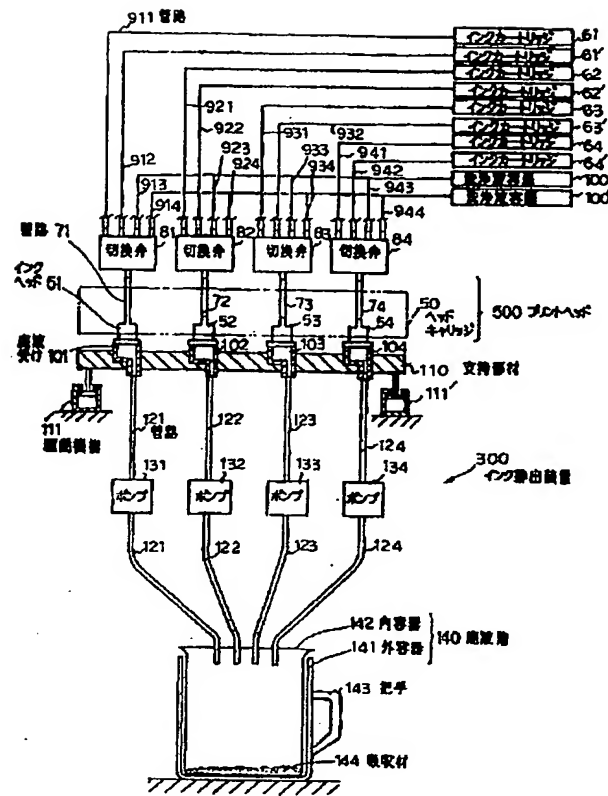 911 管路
インクカートリッジ 61
インクカートリッジ 61'
インクカートリッジ 62
インクカートリッジ 62'
インクカートリッジ 63
インクカートリッジ 63'
インクカートリッジ 64
インクカートリッジ 64'
洗浄液容器 100
洗浄液容器 100'
921
922
931
932
923
924
933
934
941
942
943
944
912
913
914
管路 71
81
82
83
84
切換弁
切換弁
切換弁
切換弁
インクヘッド 51
72
73
74
52
53
54
50 ヘッドキャリッジ
500 プリントヘッド
廃液受け 101
102
103
104
110
111' 支持部材
111 駆動機構
121 管路
122
123
124
131
132
133
134
ポンプ
ポンプ
ポンプ
ポンプ
300
インク排出装置
121
122
123
124
142 内容器
141 外容器
140 廃液溜
143 把手
144 吸収材